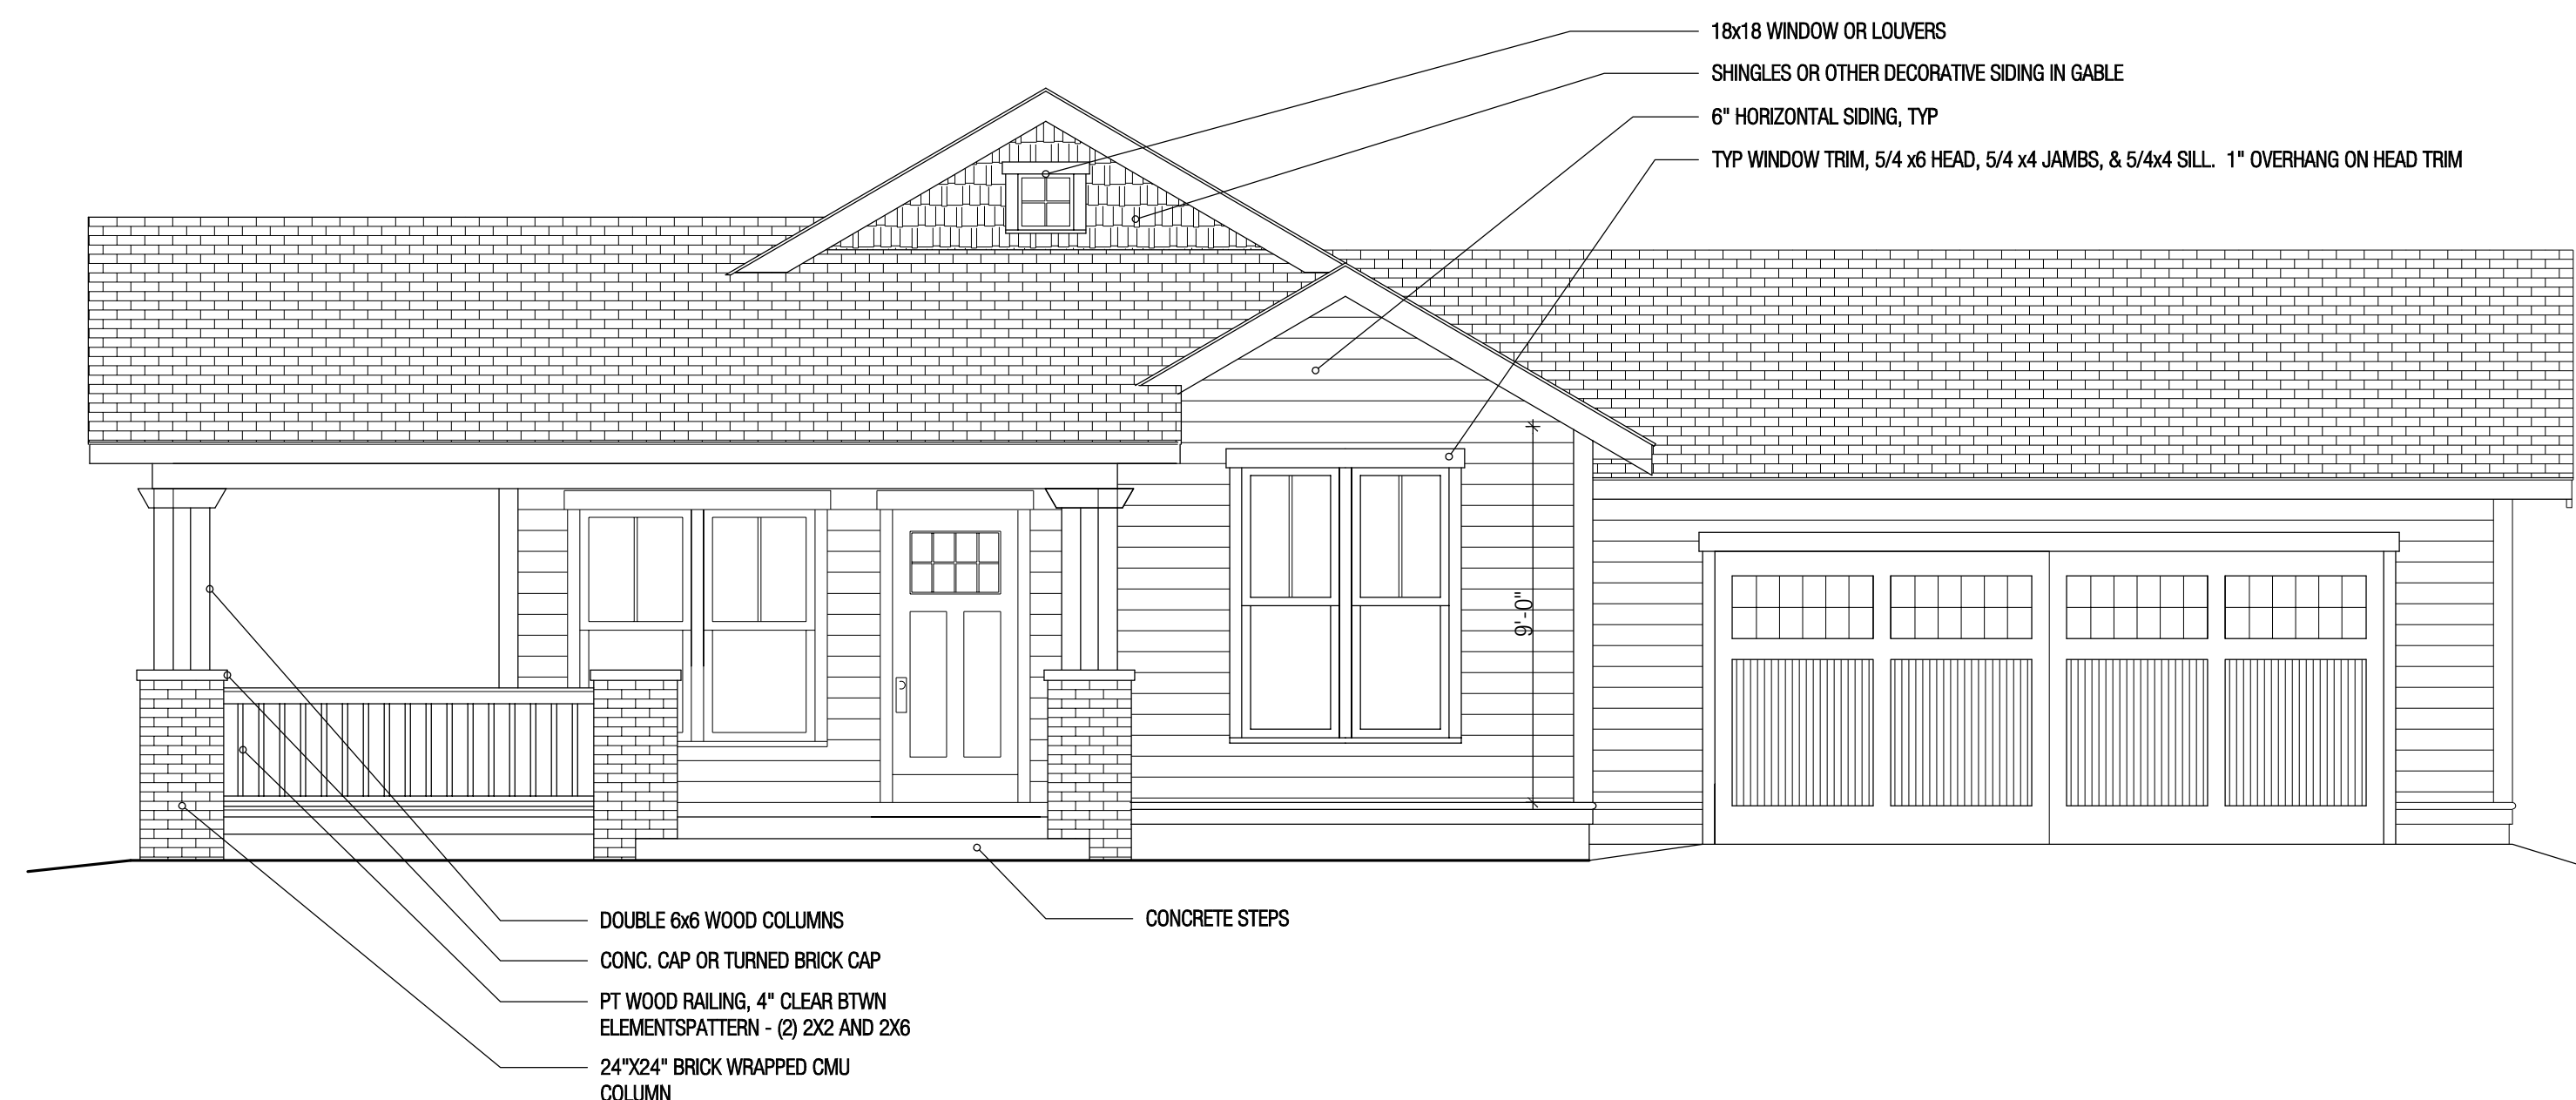 18x18 WINDOW OR LOUVERS
SHINGLES OR OTHER DECORATIVE SIDING IN GABLE
6" HORIZONTAL SIDING, TYP
TYP WINDOW TRIM, 5/4 x6 HEAD, 5/4 x4 JAMBS, & 5/4x4 SILL. 1" OVERHANG ON HEAD TRIM
9'-0"
DOUBLE 6x6 WOOD COLUMNS
CONC. CAP OR TURNED BRICK CAP
PT WOOD RAILING, 4" CLEAR BTWN
ELEMENTSPATTERN - (2) 2X2 AND 2X6
24"X24" BRICK WRAPPED CMU
COLUMN
CONCRETE STEPS